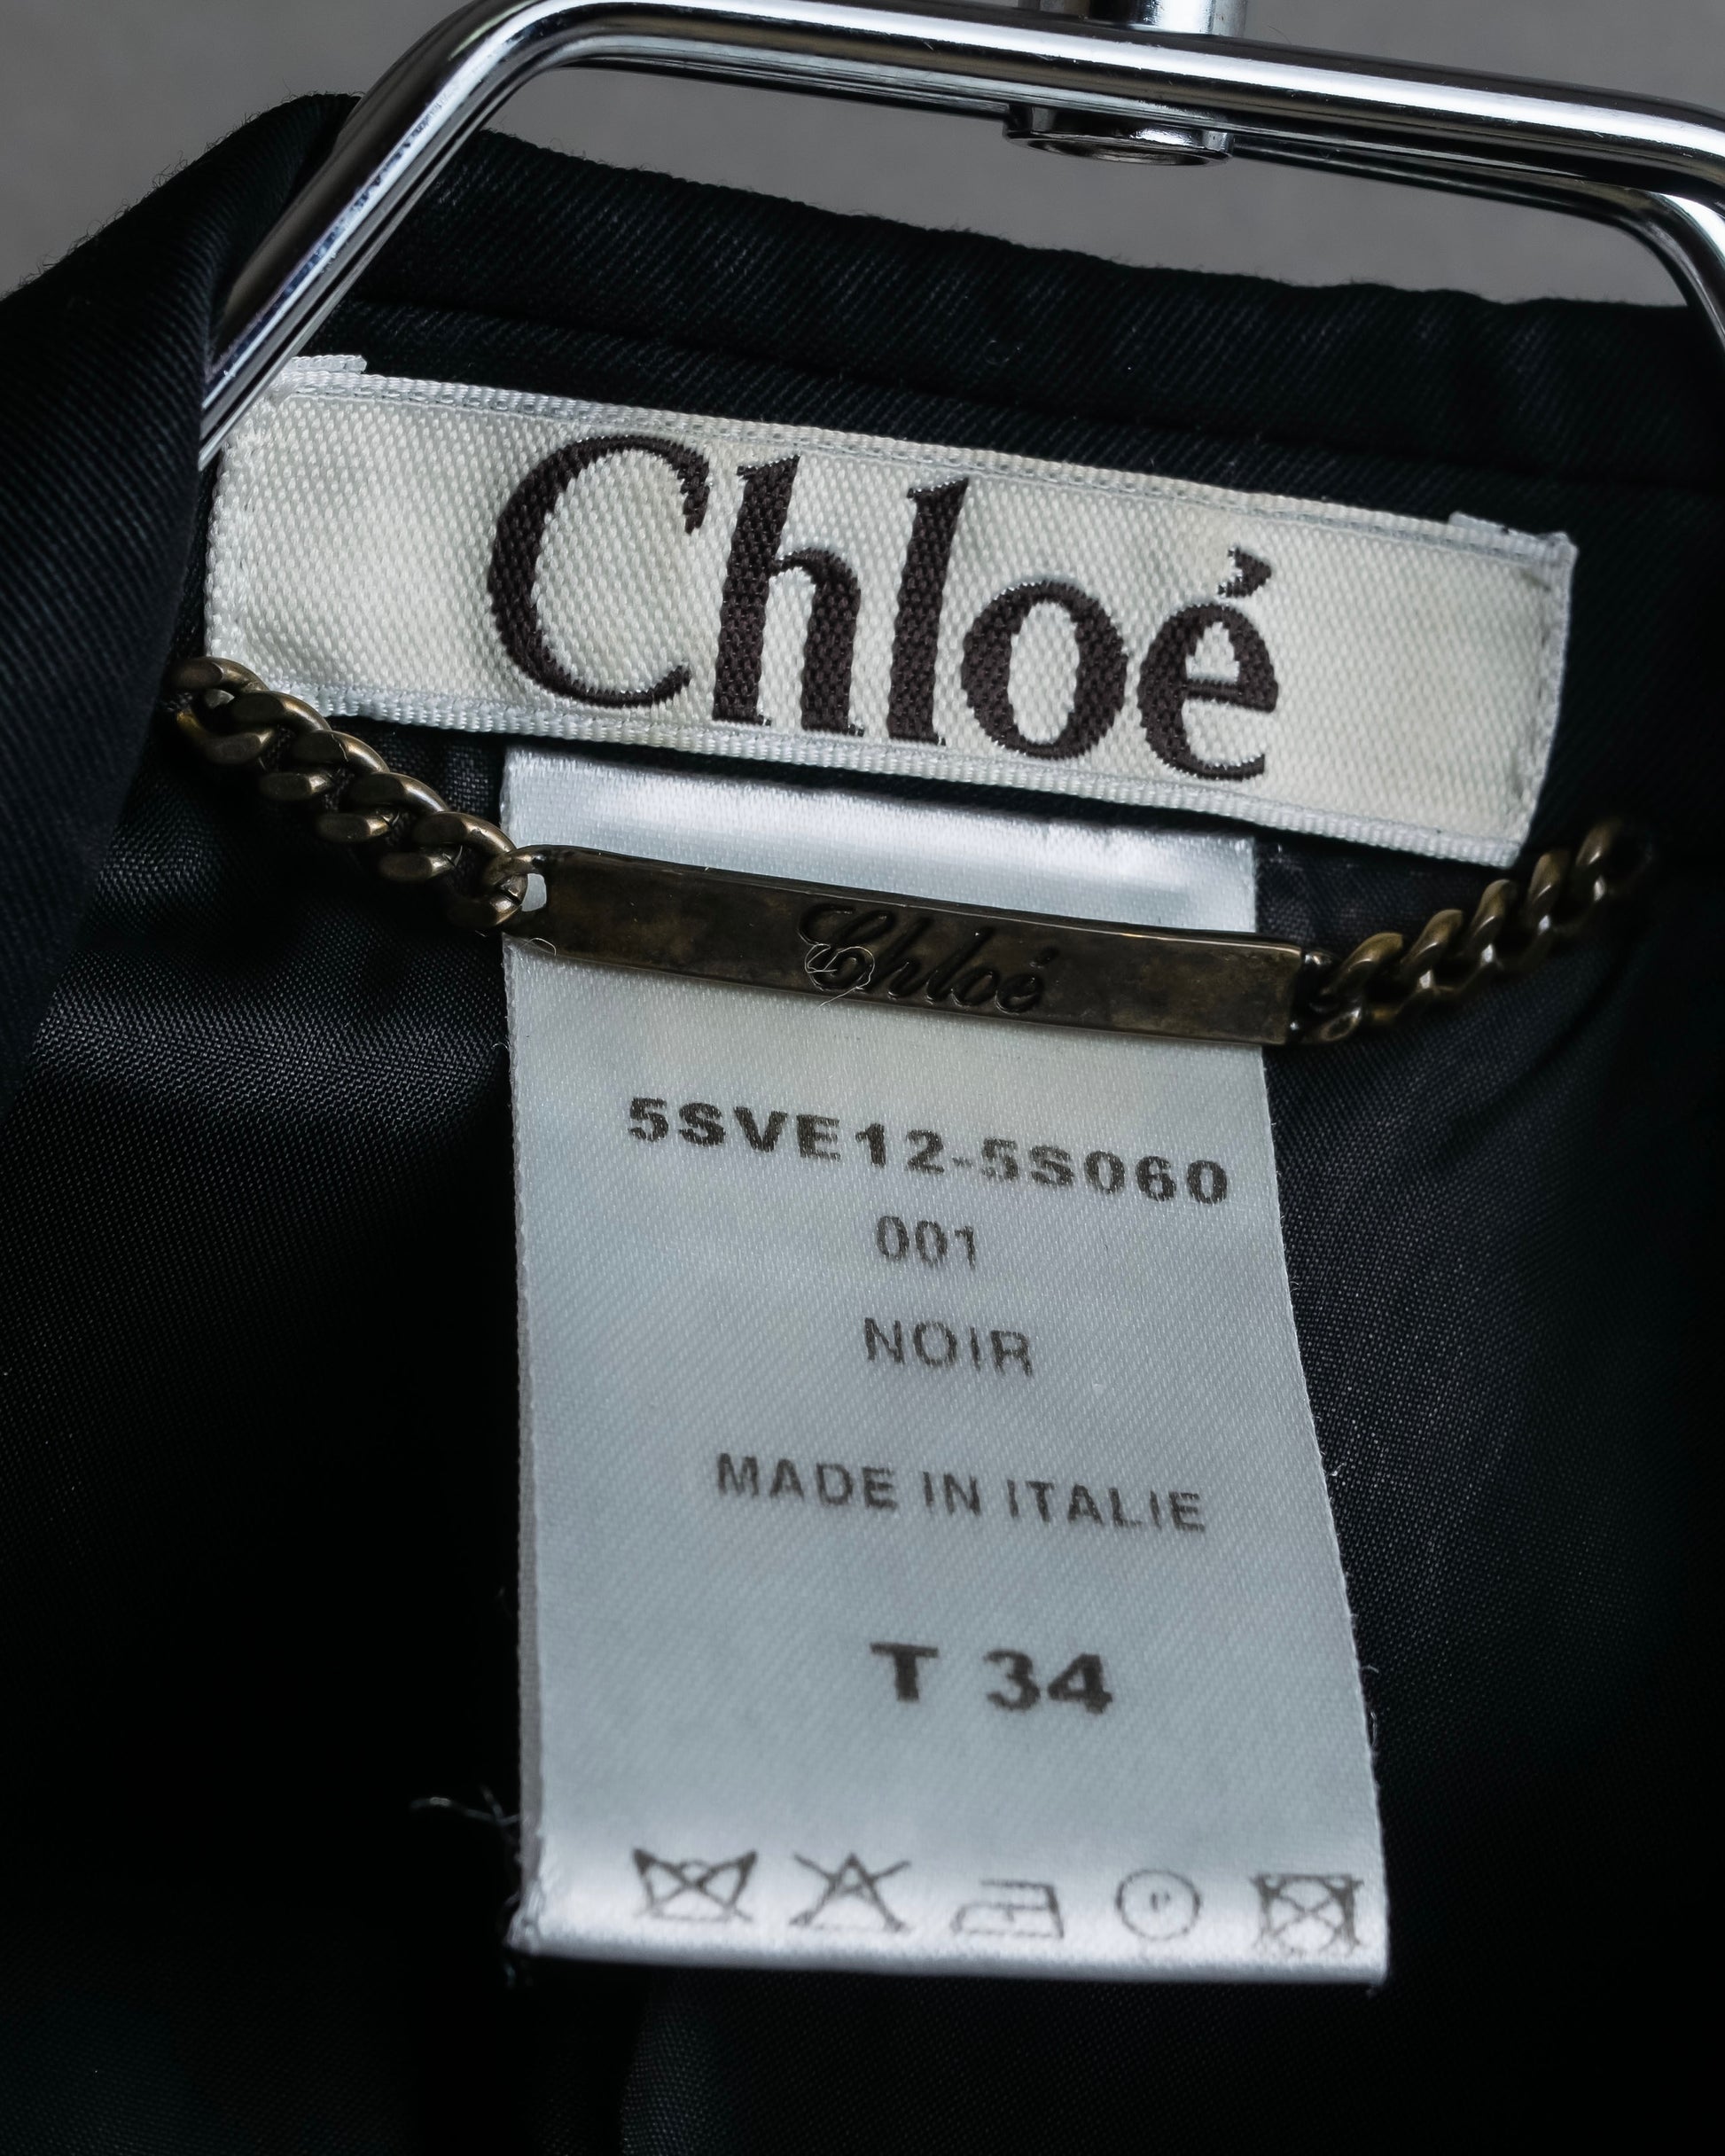 Chloé
Chloé
5SVE12-5S060
001
NOIR
MADE IN ITALIE
T 34
P